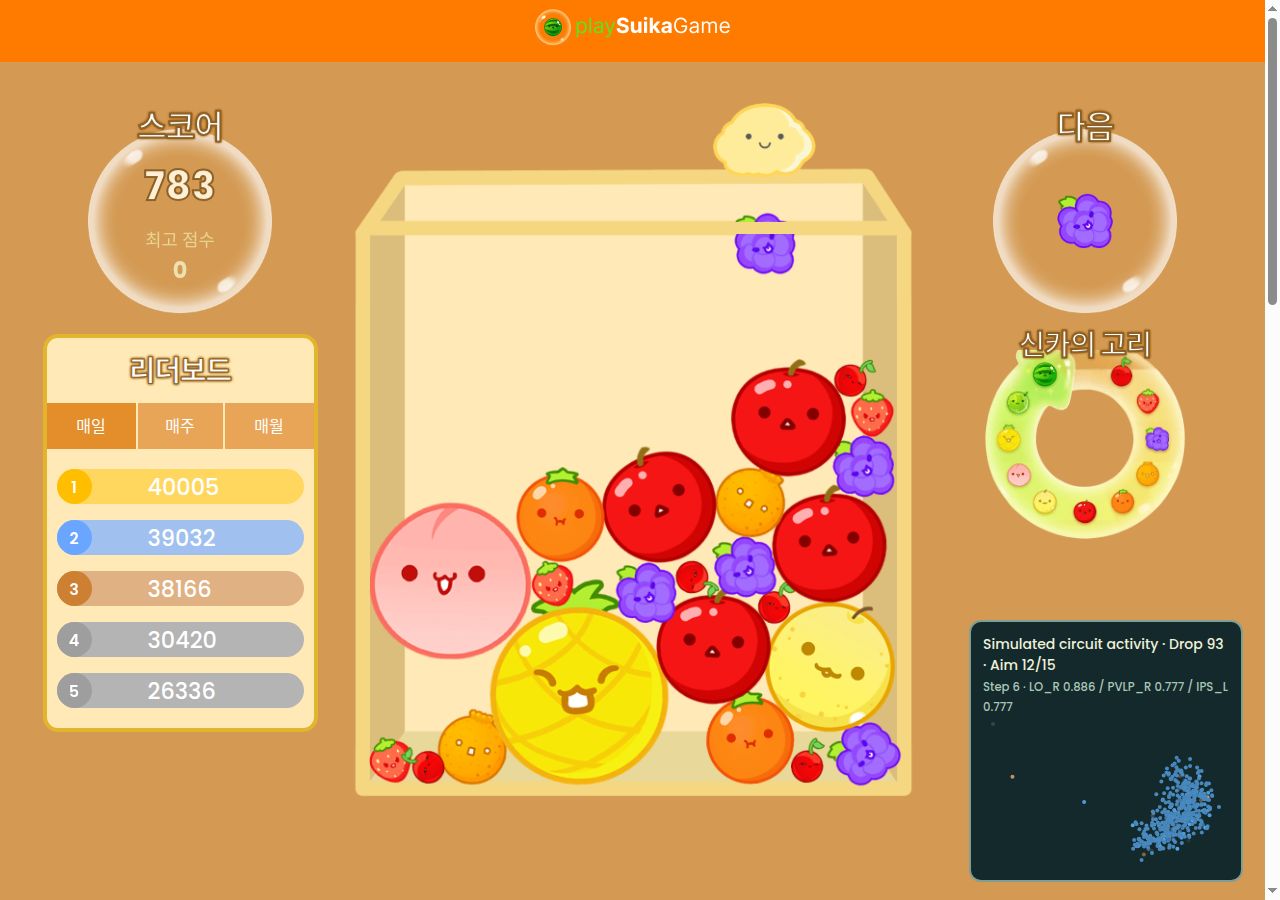 playSuikaGame
스코어
783
최고 점수
0
다음
리더보드
매일 매주 매월
1 40005
2 39032
3 38166
4 30420
5 26336
신카의 고리
Simulated circuit activity · Drop 93
· Aim 12/15
Step 6 · LO_R 0.886 / PVLP_R 0.777 / IPS_L
0.777